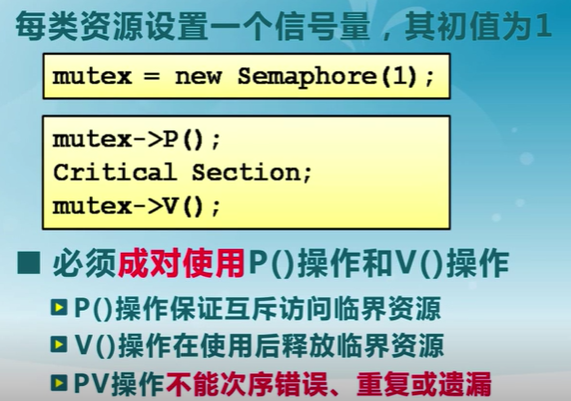 每类资源设置一个信号量，其初值为1
mutex = new Semaphore(1);
mutex->P();
Critical Section;
mutex->V();
必须成对使用P()操作和V()操作
P()操作保证互斥访问临界资源
V()操作在使用后释放临界资源
PV操作不能次序错误、重复或遗漏